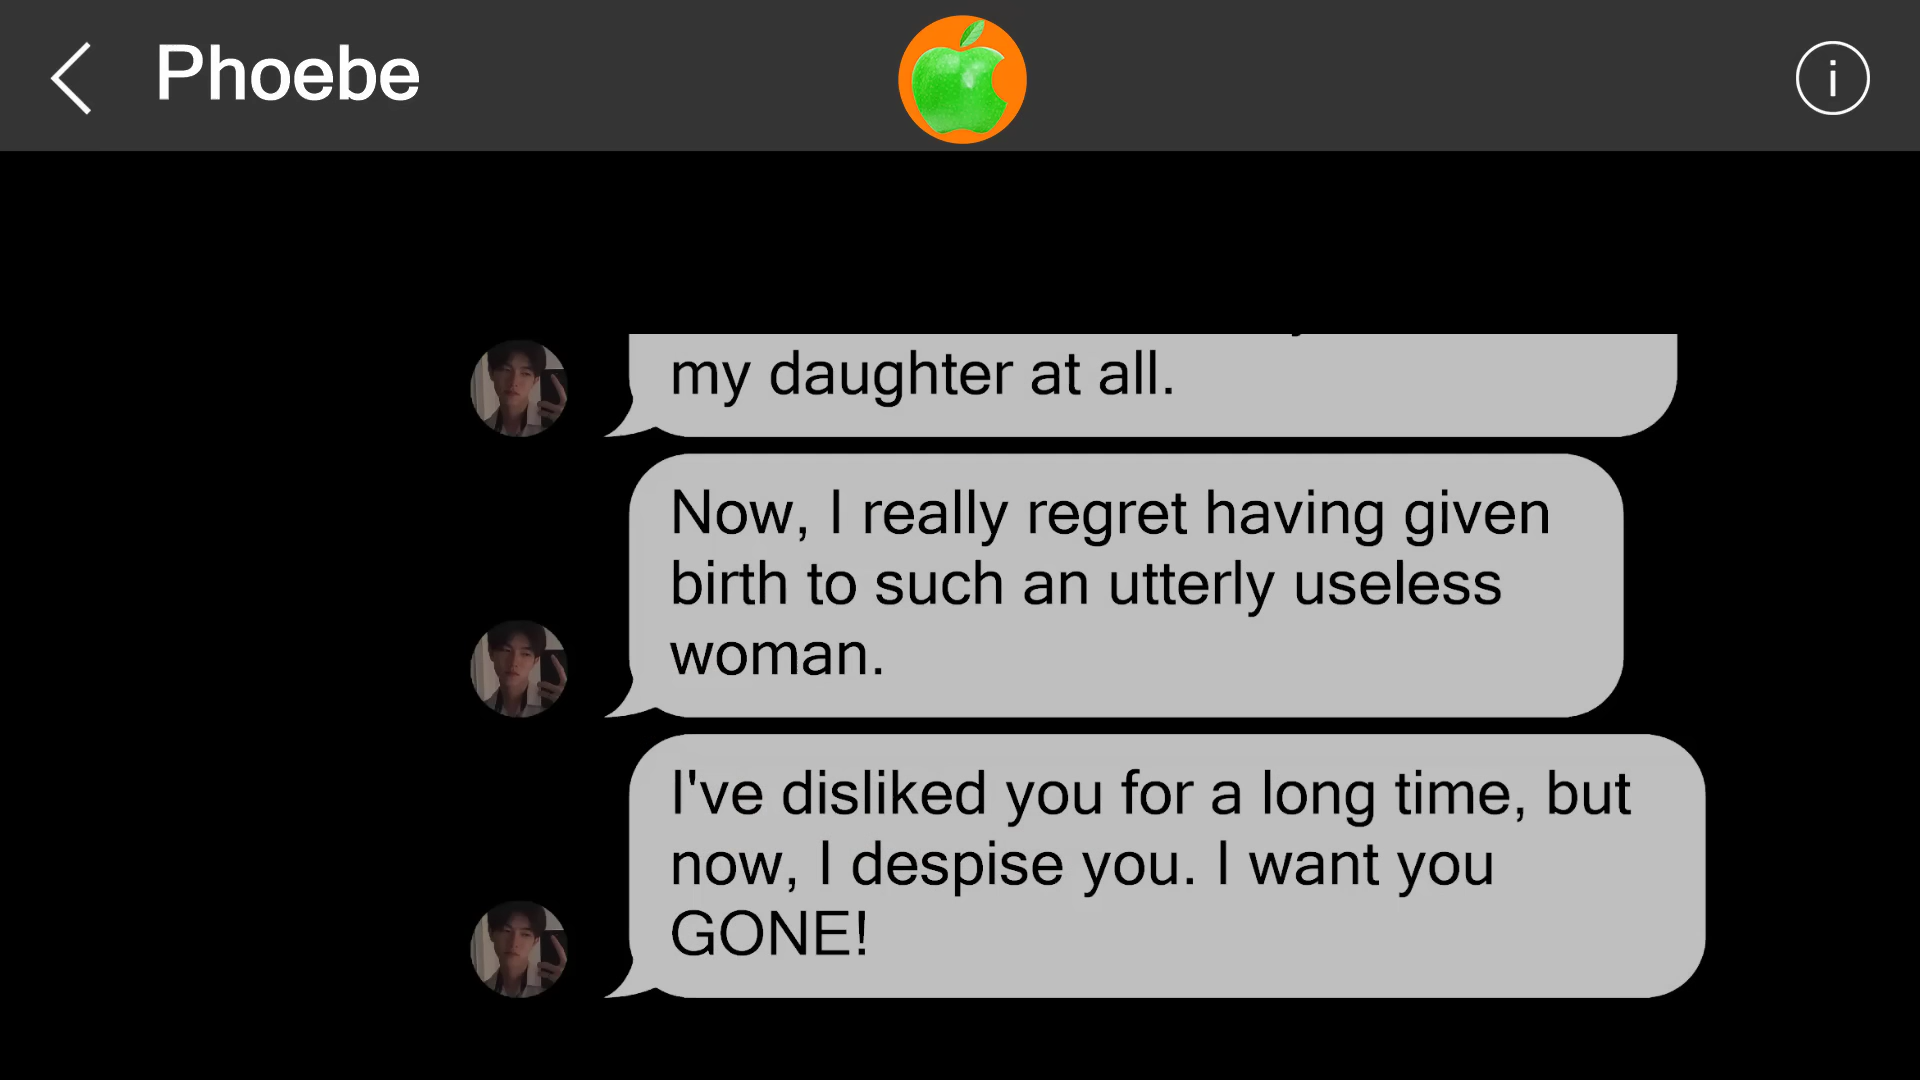 Phoebe
my daughter at all.
Now, I really regret having given
birth to such an utterly useless
woman.
I've disliked you for a long time, but
now, I despise you. I want you
GONE!